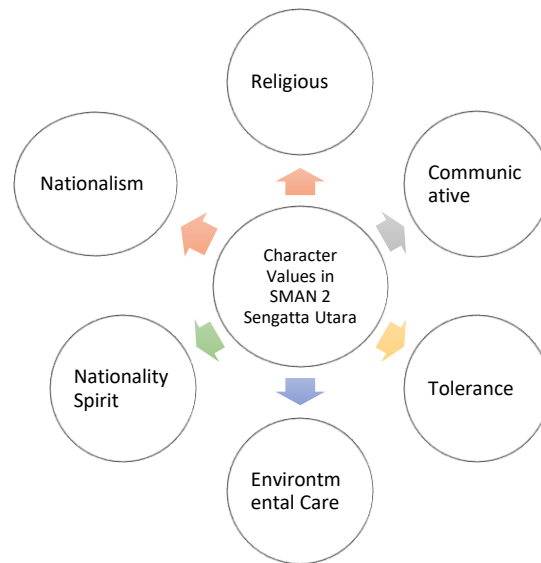 Religious
Nationalism
Communic
ative
Character
Values in
SMAN 2
Sengatta Utara
Nationality
Spirit
Tolerance
Environtm
ental Care